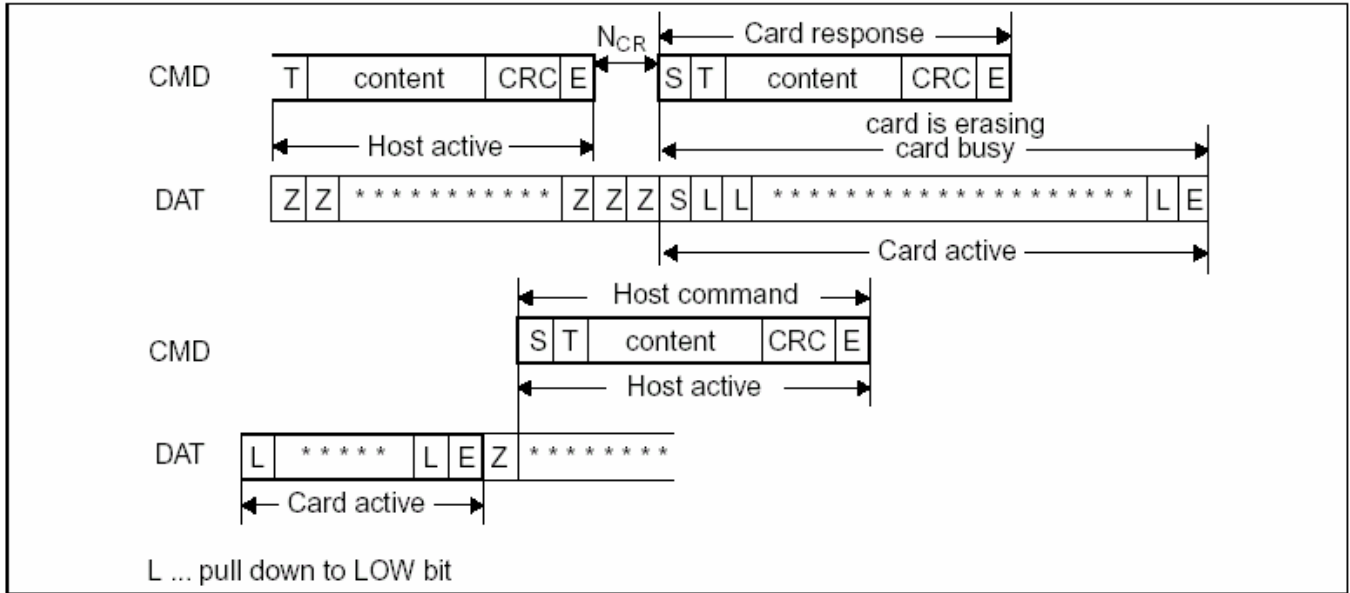 N_CR Card response
CMD T content CRC E S T content CRC E
card is erasing
Host active card busy
DAT Z Z * * * * * * * * * * * Z Z Z S L L * * * * * * * * * * * * * * * * * * * * L E
Card active
Host command
CMD S T content CRC E
Host active
DAT L * * * * * L E Z * * * * * * * *
Card active
L ... pull down to LOW bit